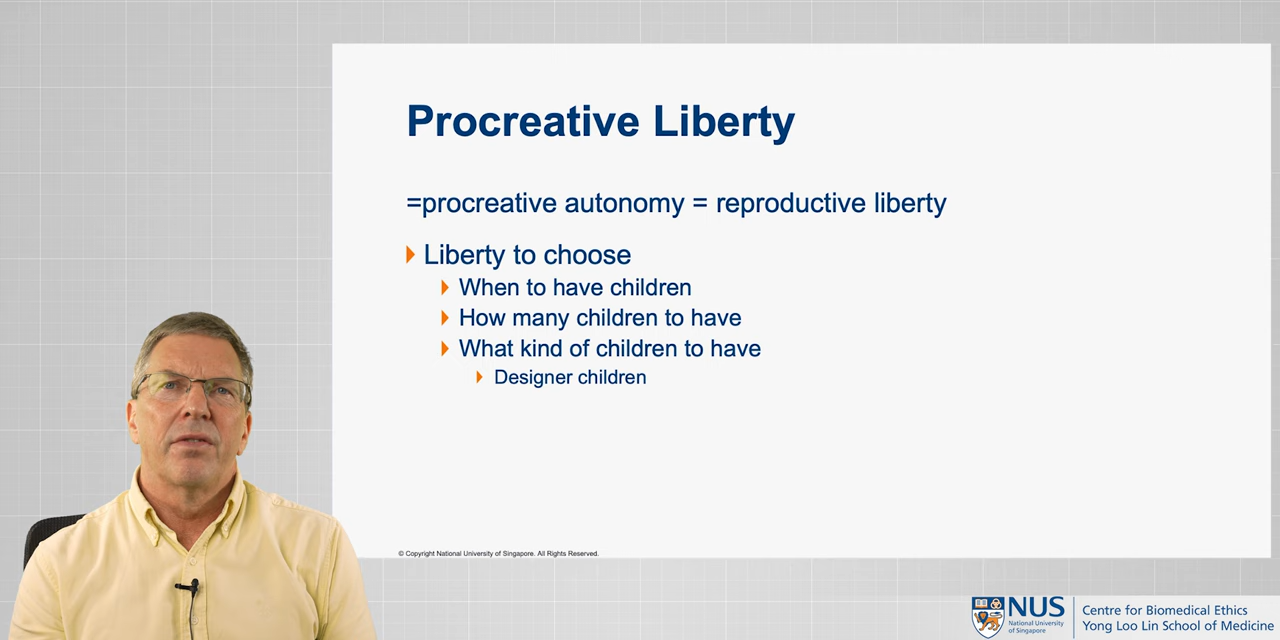 Procreative Liberty
=procreative autonomy = reproductive liberty
Liberty to choose
When to have children
How many children to have
What kind of children to have
Designer children
© Copyright National University of Singapore. All Rights Reserved.
NUS
National University
of Singapore
Centre for Biomedical Ethics
Yong Loo Lin School of Medicine